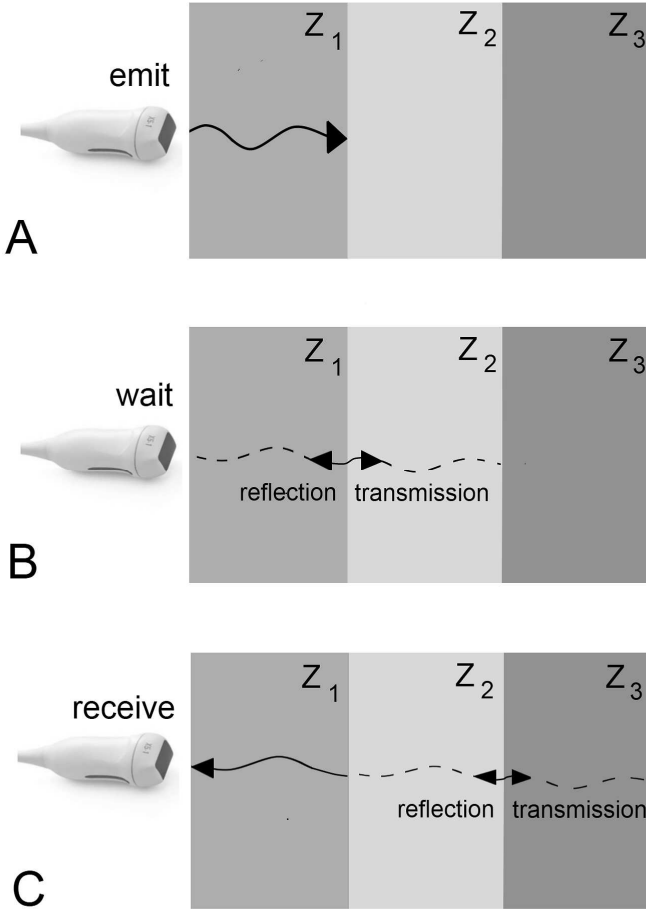 Z1 Z2 Z3
emit
A
Z1 Z2 Z3
wait
reflection transmission
B
Z1 Z2 Z3
receive
reflection transmission
C